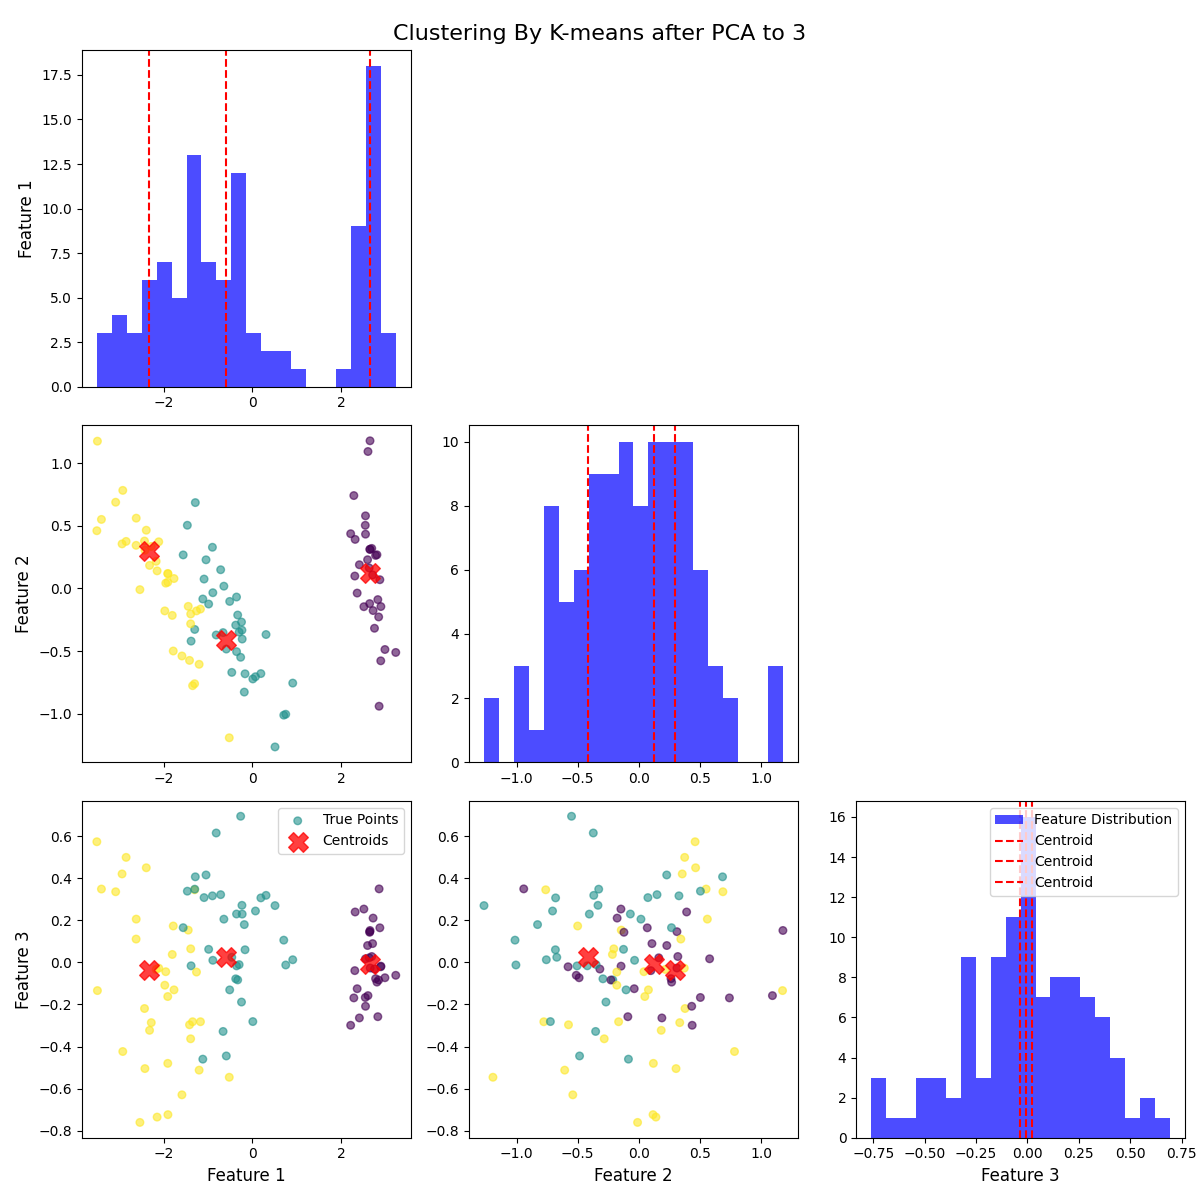 Clustering By K-means after PCA to 3
Feature 1
17.5
15.0
12.5
10.0
7.5
5.0
2.5
0.0
−2 0 2
Feature 2
1.0
0.5
0.0
−0.5
−1.0
−2 0 2
10
8
6
4
2
0
−1.0 −0.5 0.0 0.5 1.0
Feature 3
0.6
0.4
0.2
0.0
−0.2
−0.4
−0.6
−0.8
True Points
Centroids
−2 0 2
Feature 1
0.6
0.4
0.2
0.0
−0.2
−0.4
−0.6
−0.8
−1.0 −0.5 0.0 0.5 1.0
Feature 2
16
14
12
10
8
6
4
2
0
Feature Distribution
Centroid
Centroid
Centroid
−0.75 −0.50 −0.25 0.00 0.25 0.50 0.75
Feature 3